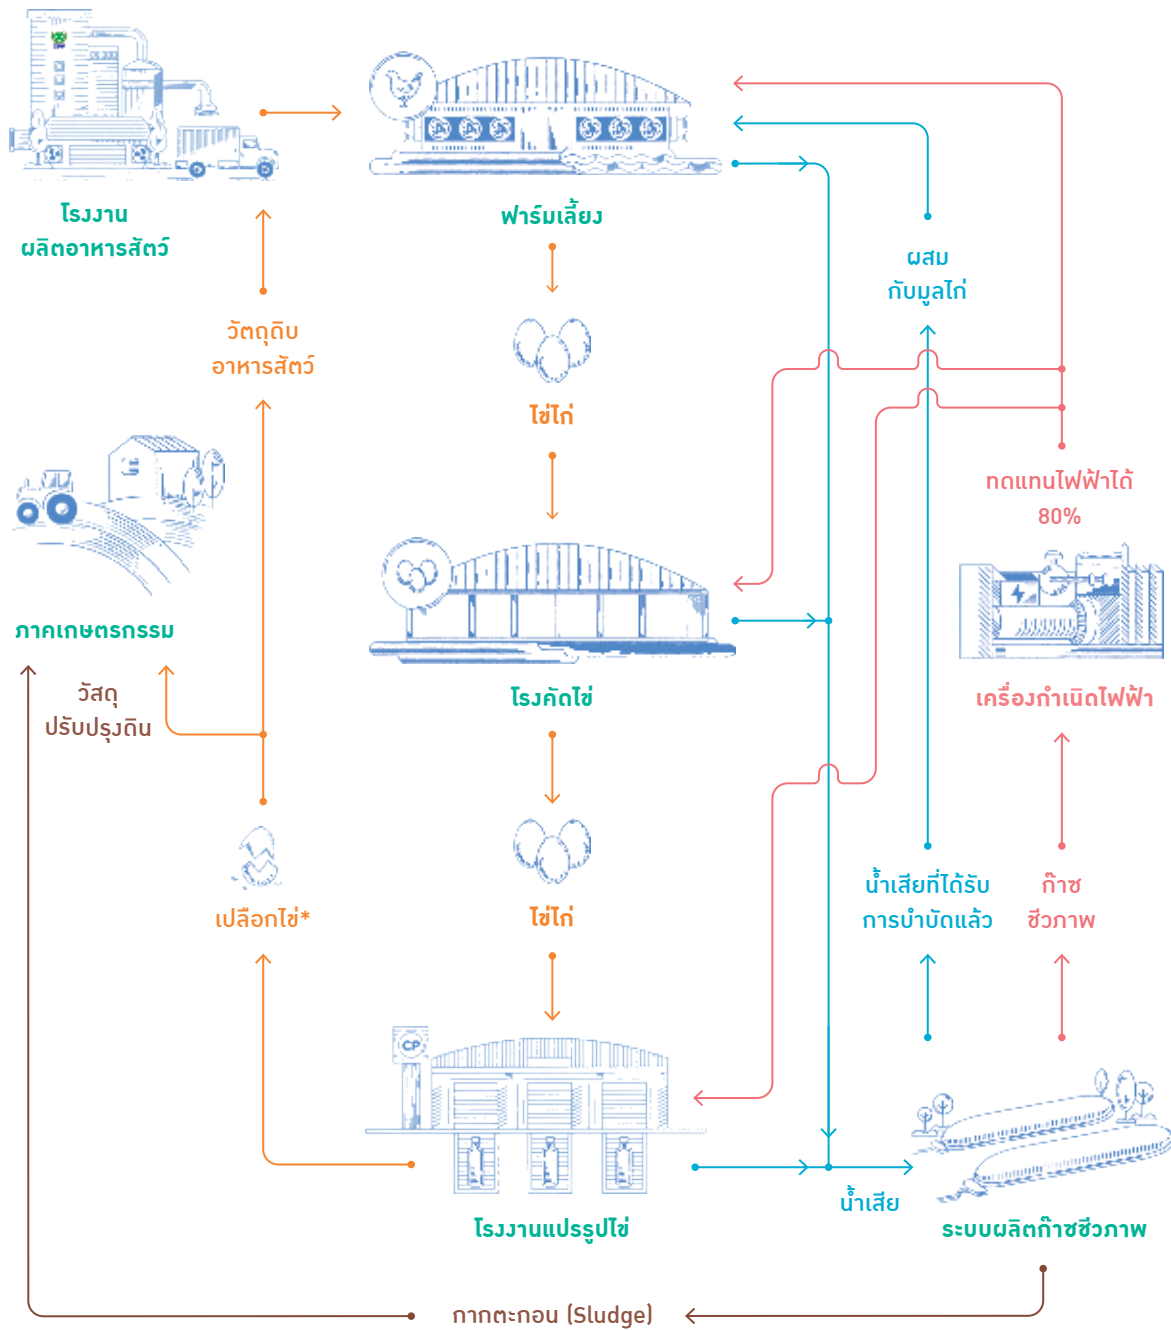 โรงงาน
ผลิตอาหารสัตว์
ฟาร์มเลี้ยง
ผสม
กับมูลไก่
วัตถุดิบ
อาหารสัตว์
ไข่ไก่
ทดแทนไฟฟ้าได้
80%
ภาคเกษตรกรรม
วัสดุ
ปรับปรุงดิน
โรงคัดไข่
เครื่องกำเนิดไฟฟ้า
เปลือกไข่*
ไข่ไก่
น้ำเสียที่ได้รับ
การบำบัดแล้ว
ก๊าซ
ชีวภาพ
CP
น้ำเสีย
โรงงานแปรรูปไข่
ระบบผลิตก๊าซชีวภาพ
กากตะกอน (Sludge)